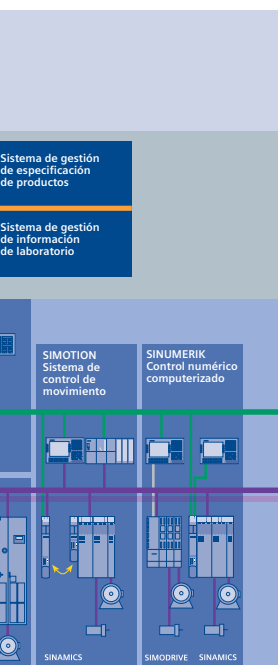 Sistema de gestión
de especificación
de productos
Sistema de gestión
de información
de laboratorio
SIMOTION
Sistema de
control de
movimiento
SINUMERIK
Control numérico
computerizado
SINAMICS
SIMODRIVE
SINAMICS